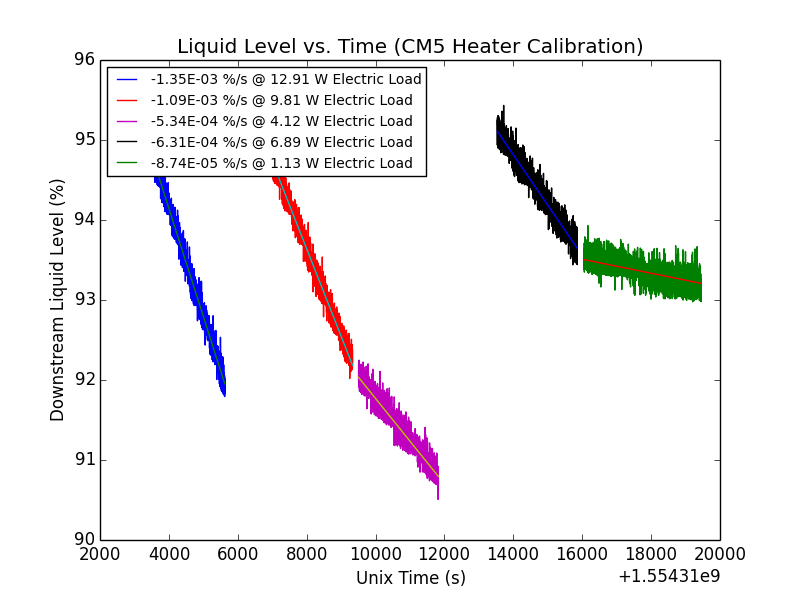 Liquid Level vs. Time (CM5 Heater Calibration)
96
-1.35E-03 %/s @ 12.91 W Electric Load
-1.09E-03 %/s @ 9.81 W Electric Load
-5.34E-04 %/s @ 4.12 W Electric Load
-6.31E-04 %/s @ 6.89 W Electric Load
-8.74E-05 %/s @ 1.13 W Electric Load
95
94
93
92
91
90
Downstream Liquid Level (%)
2000 4000 6000 8000 10000 12000 14000 16000 18000 20000
Unix Time (s)
+1.55431e9